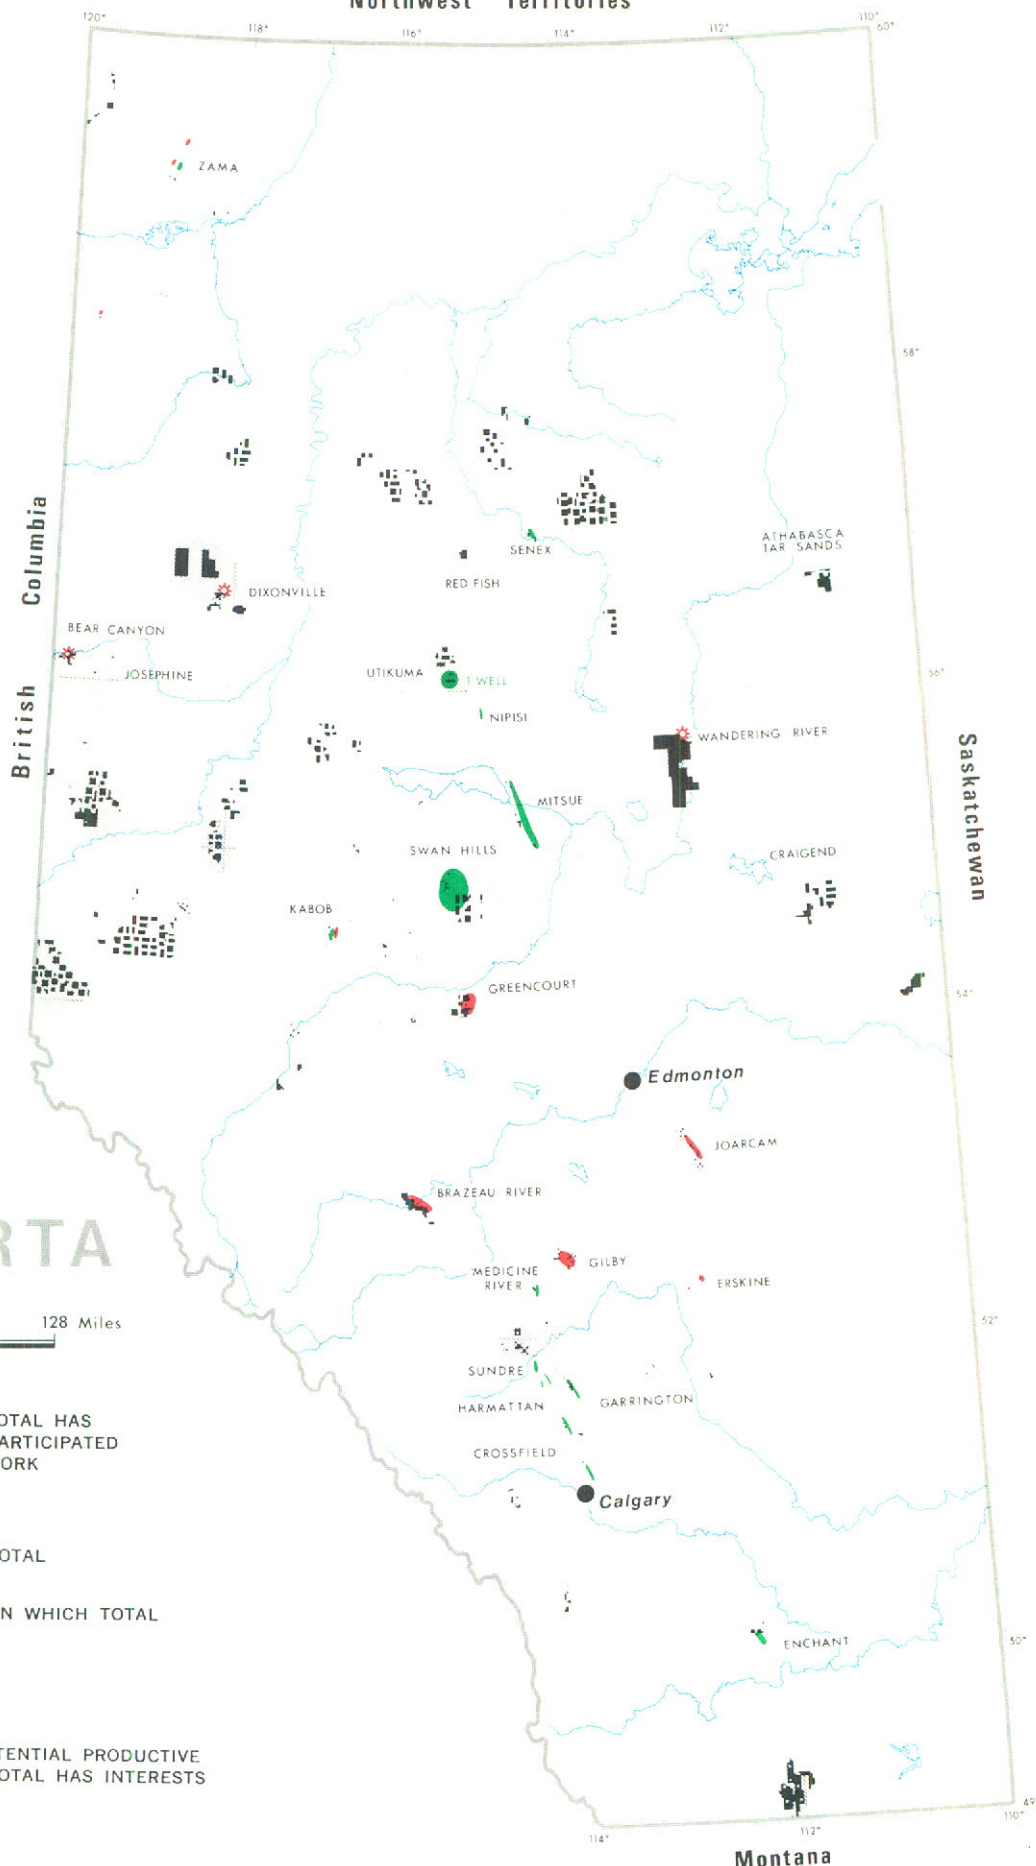 Northwest Territories
120°
118°
116°
114°
112°
110°
60°
ZAMA
58°
British Columbia
SENEX
ATHABASCA
TAR SANDS
RED FISH
DIXONVILLE
BEAR CANYON
JOSEPHINE
UTIKUMA
1 WELL
56°
NIPISI
WANDERING RIVER
Saskatchewan
MITSUE
SWAN HILLS
CRAIGEND
KABOB
GREENCOURT
54°
Edmonton
JOARCAM
BRAZEAU RIVER
RTA
GILBY
MEDICINE
RIVER
ERSKINE
128 Miles
52°
SUNDRE
HARMATTAN
GARRINGTON
OTAL HAS
ARTICIPATED
ORK
CROSSFIELD
Calgary
OTAL
N WHICH TOTAL
50°
ENCHANT
TENTIAL PRODUCTIVE
OTAL HAS INTERESTS
49
110°
114°
112°
Montana